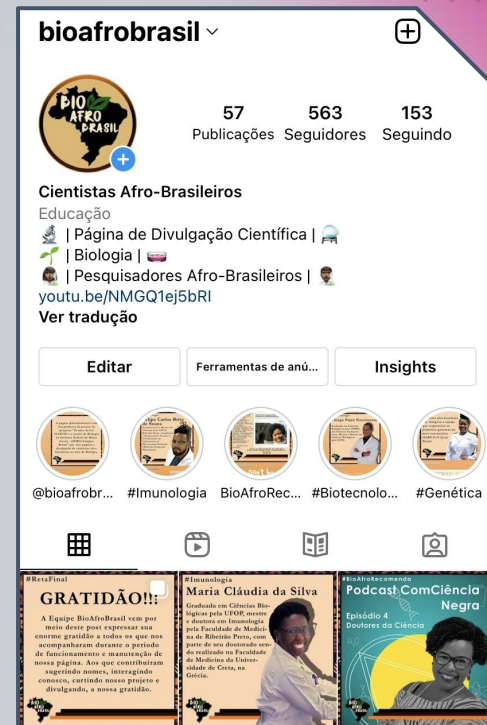 bioafrobrasil
BIO
AFRO
BRASIL
57 563 153
Publicações Seguidores Seguindo
Cientistas Afro-Brasileiros
Educação
| Página de Divulgação Científica |
| Biologia |
| Pesquisadores Afro-Brasileiros |
youtu.be/NMGQ1ej5bRI
Ver tradução
Editar Ferramentas de anú... Insights
@bioafrobr... #Imunologia BioAfroRec... #Biotecnolo... #Genética
#RetaFinal
GRATIDÃO!!!
A Equipe BioAfroBrasil vem por
meio deste post expressar sua
enorme gratidão a todos os que nos
acompanharam durante o período
de funcionamento e manutenção de
nossa página. Aos que contribuíram
sugerindo nomes, interagindo
conosco, curtindo nosso projeto e
divulgando, a nossa gratidão.
#Imunologia
Maria Cláudia da Silva
Graduada em Ciências Bio-
lógicas pela UFOP, mestre
e doutora em Imunologia
pela Faculdade de Medici-
na de Ribeirão Preto, com
parte de seu doutorado sen-
do realizado na Faculdade
de Medicina da Univer-
sidade de Creta, na
Grécia.
#BioAfroRecomenda
Podcast ComCiência
Negra
Episódio 4
Doutores da Ciência